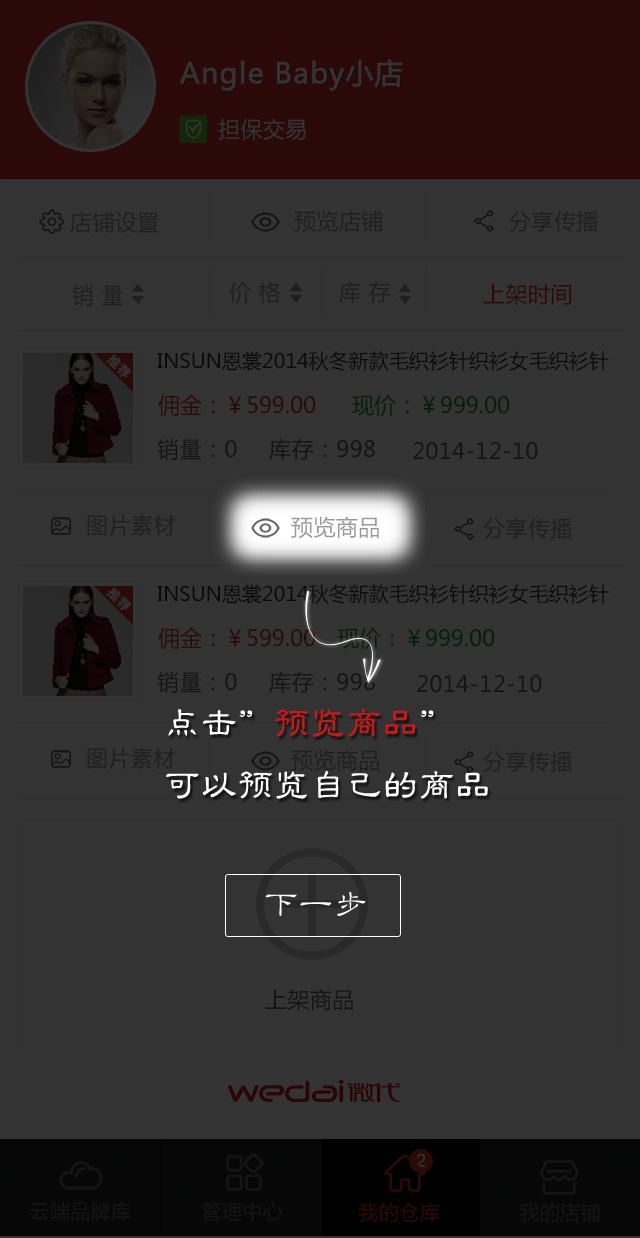 Angle Baby小店
担保交易
店铺设置 预览店铺 分享传播
销 量 价 格 库 存 上架时间
推荐
INSUN恩裳2014秋冬新款毛织衫针织衫女毛织衫针
佣金：￥599.00 现价：￥999.00
销量：0 库存：998 2014-12-10
图片素材 预览商品 分享传播
推荐
INSUN恩裳2014秋冬新款毛织衫针织衫女毛织衫针
佣金：￥599.00 现价：￥999.00
销量：0 库存：998 2014-12-10
点击”预览商品”
图片素材 预览商品 分享传播
可以预览自己的商品
下一步
上架商品
wedai微代
2
云端品牌库 管理中心 我的仓库 我的店铺